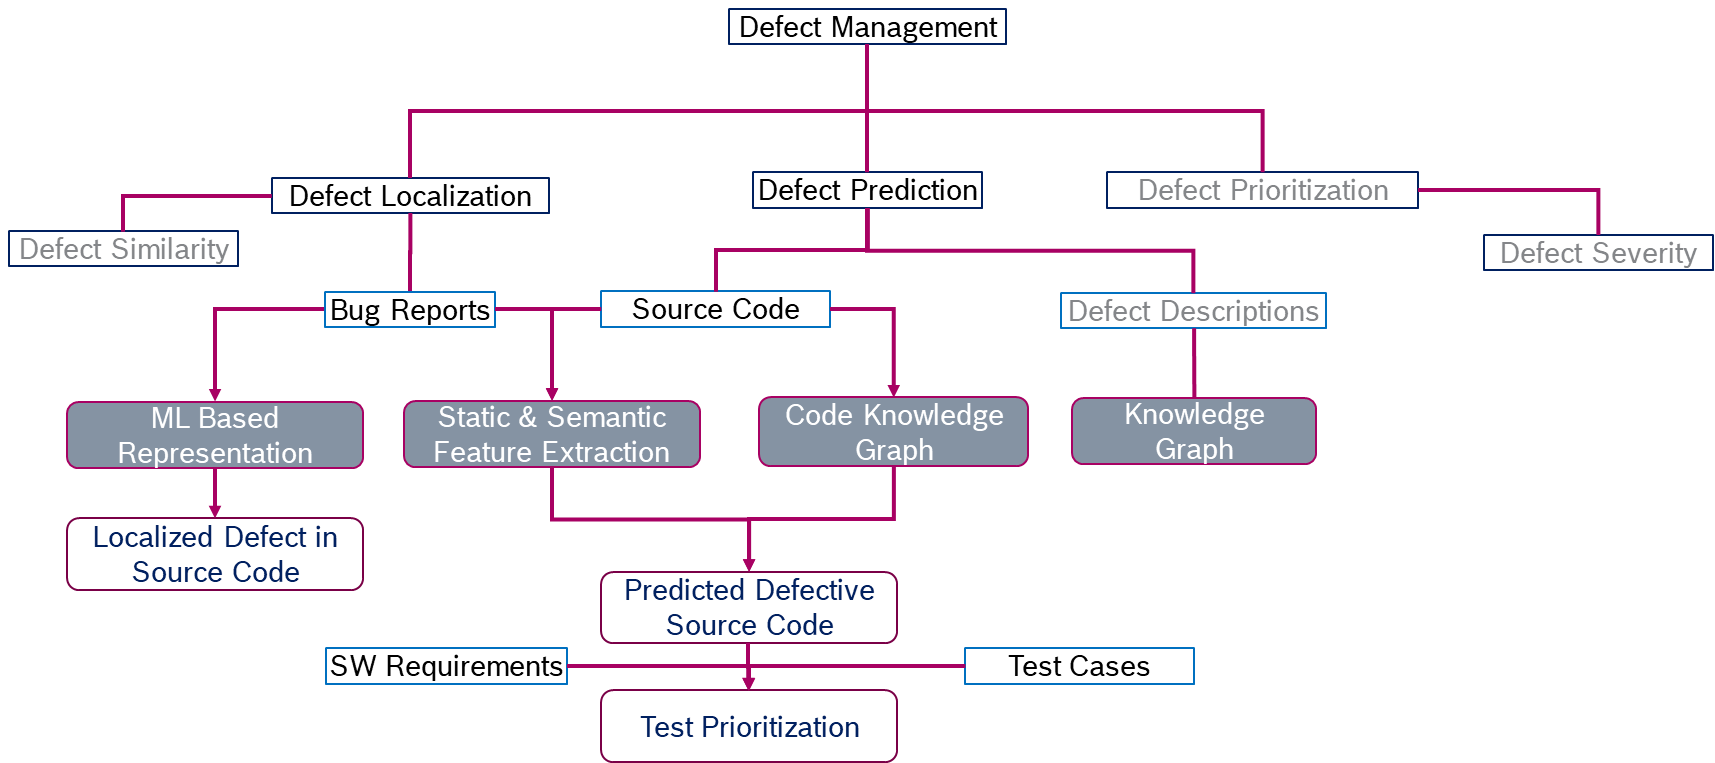 Defect Management
Defect Localization
Defect Prediction
Defect Prioritization
Defect Similarity
Defect Severity
Bug Reports
Source Code
Defect Descriptions
ML Based
Representation
Static & Semantic
Feature Extraction
Code Knowledge
Graph
Knowledge
Graph
Localized Defect in
Source Code
Predicted Defective
Source Code
SW Requirements
Test Cases
Test Prioritization